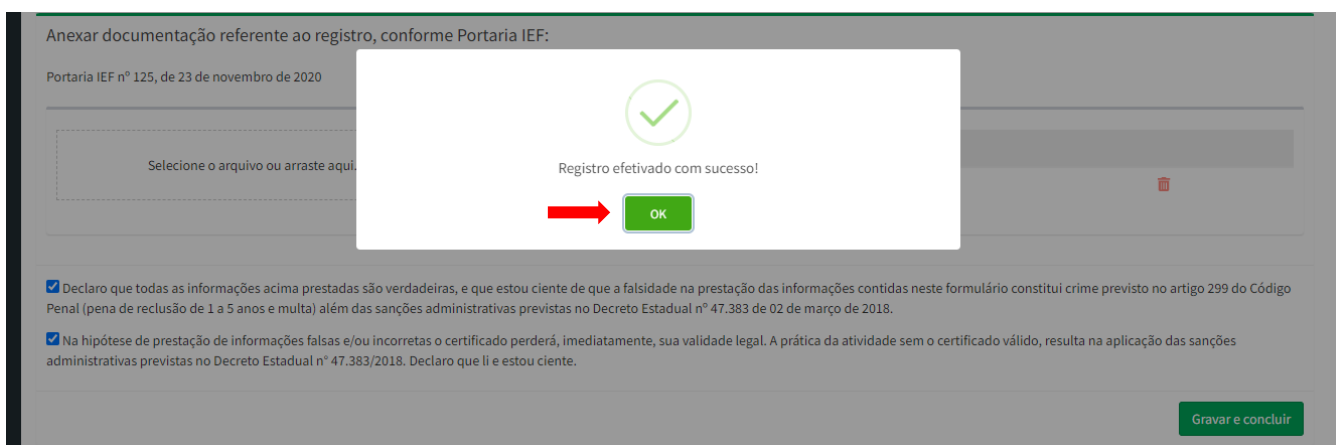 Anexar documentação referente ao registro, conforme Portaria IEF:
Portaria IEF nº 125, de 23 de novembro de 2020
Selecione o arquivo ou arraste aqui.
Registro efetivado com sucesso!
OK
Declaro que todas as informações acima prestadas são verdadeiras, e que estou ciente de que a falsidade na prestação das informações contidas neste formulário constitui crime previsto no artigo 299 do Código
Penal (pena de reclusão de 1 a 5 anos e multa) além das sanções administrativas previstas no Decreto Estadual nº 47.383 de 02 de março de 2018.
Na hipótese de prestação de informações falsas e/ou incorretas o certificado perderá, imediatamente, sua validade legal. A prática da atividade sem o certificado válido, resulta na aplicação das sanções
administrativas previstas no Decreto Estadual n° 47.383/2018. Declaro que li e estou ciente.
Gravar e concluir